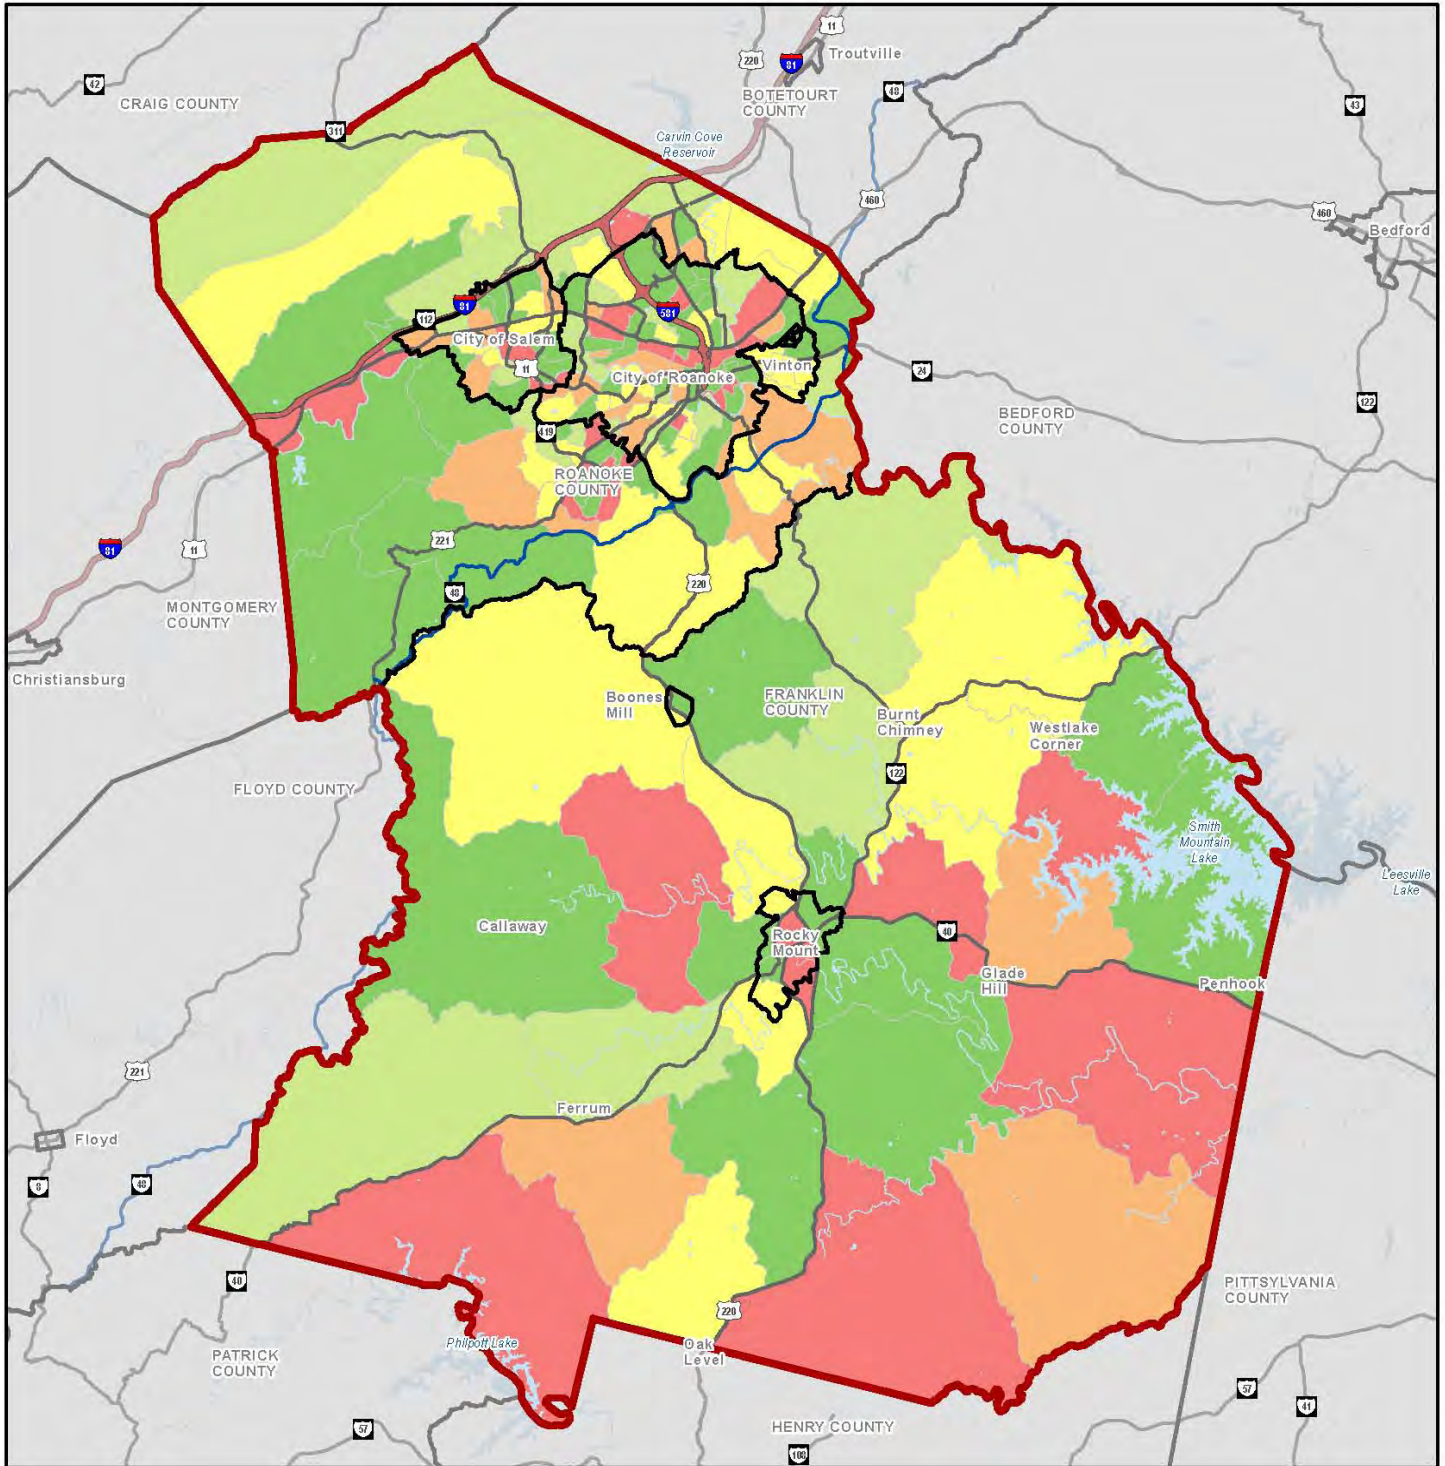 11
Troutville
220
81
42
CRAIG COUNTY
BOTETOURT
COUNTY
48
43
311
Carvin Cove
Reservoir
460
460
Bedford
81
112
581
City of Salem
11
City of Roanoke
Vinton
24
122
BEDFORD
COUNTY
419
ROANOKE
COUNTY
81
11
221
220
48
MONTGOMERY
COUNTY
Christiansburg
Boones
Mill
FRANKLIN
COUNTY
Burnt
Chimney
Westlake
Corner
122
FLOYD COUNTY
Smith
Mountain
Lake
Leesville
Lake
Callaway
Rocky
Mount
40
Glade
Hill
Penhook
221
Ferrum
Floyd
8
48
40
PITTSYLVANIA
COUNTY
220
Philpott Lake
Oak
Level
PATRICK
COUNTY
57
41
57
HENRY COUNTY
108